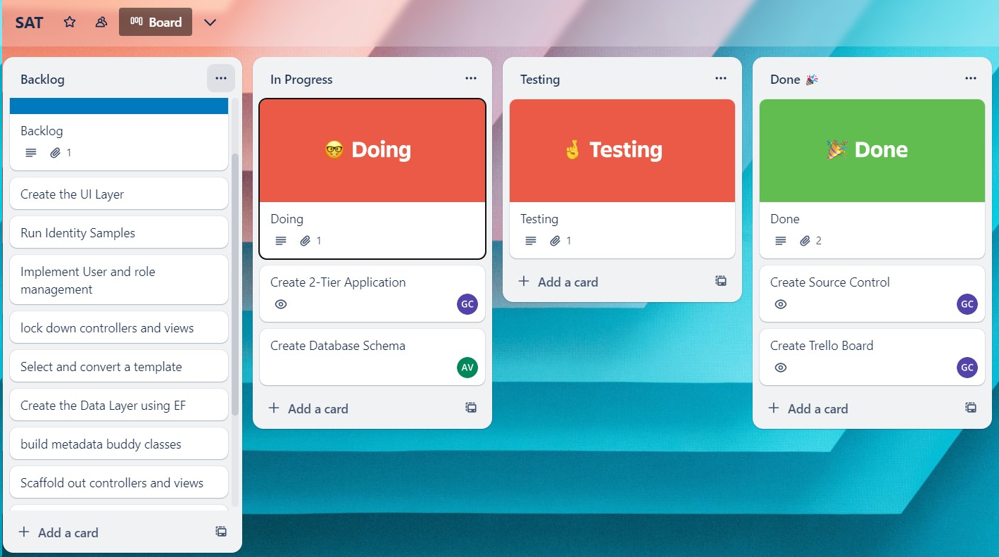 SAT
Board
Backlog
Backlog
1
Create the UI Layer
Run Identity Samples
Implement User and role
management
lock down controllers and views
Select and convert a template
Create the Data Layer using EF
build metadata buddy classes
Scaffold out controllers and views
+ Add a card
In Progress
🤓 Doing
Doing
1
Create 2-Tier Application
GC
Create Database Schema
AV
+ Add a card
Testing
🤞 Testing
Testing
1
+ Add a card
Done 🎉
🎉 Done
Done
2
Create Source Control
GC
Create Trello Board
GC
+ Add a card